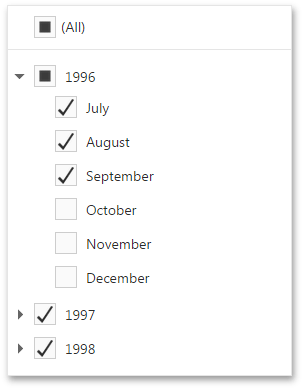 (All)
1996
July
August
September
October
November
December
1997
1998